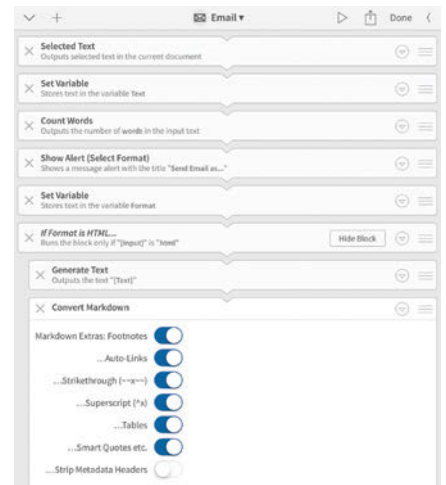 Email ▾
Done
Selected Text
Outputs selected text in the current document
Set Variable
Stores text in the variable Text
Count Words
Outputs the number of words in the input text
Show Alert (Select Format)
Shows a message alert with the title "Send Email as..."
Set Variable
Stores text in the variable Format
If Format is HTML...
Runs the block only if "[Input]" is "html"
Hide Block
Generate Text
Outputs the text "[Text]"
Convert Markdown
Markdown Extras: Footnotes
...Auto-Links
...Strikethrough (~~x~~)
...Superscript (^x)
...Tables
...Smart Quotes etc.
...Strip Metadata Headers